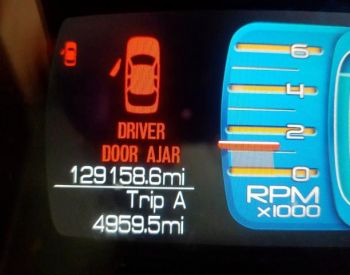 DRIVER
DOOR AJAR
129158.6mi
Trip A
4959.5mi
6
4
2
0
RPM
x1000